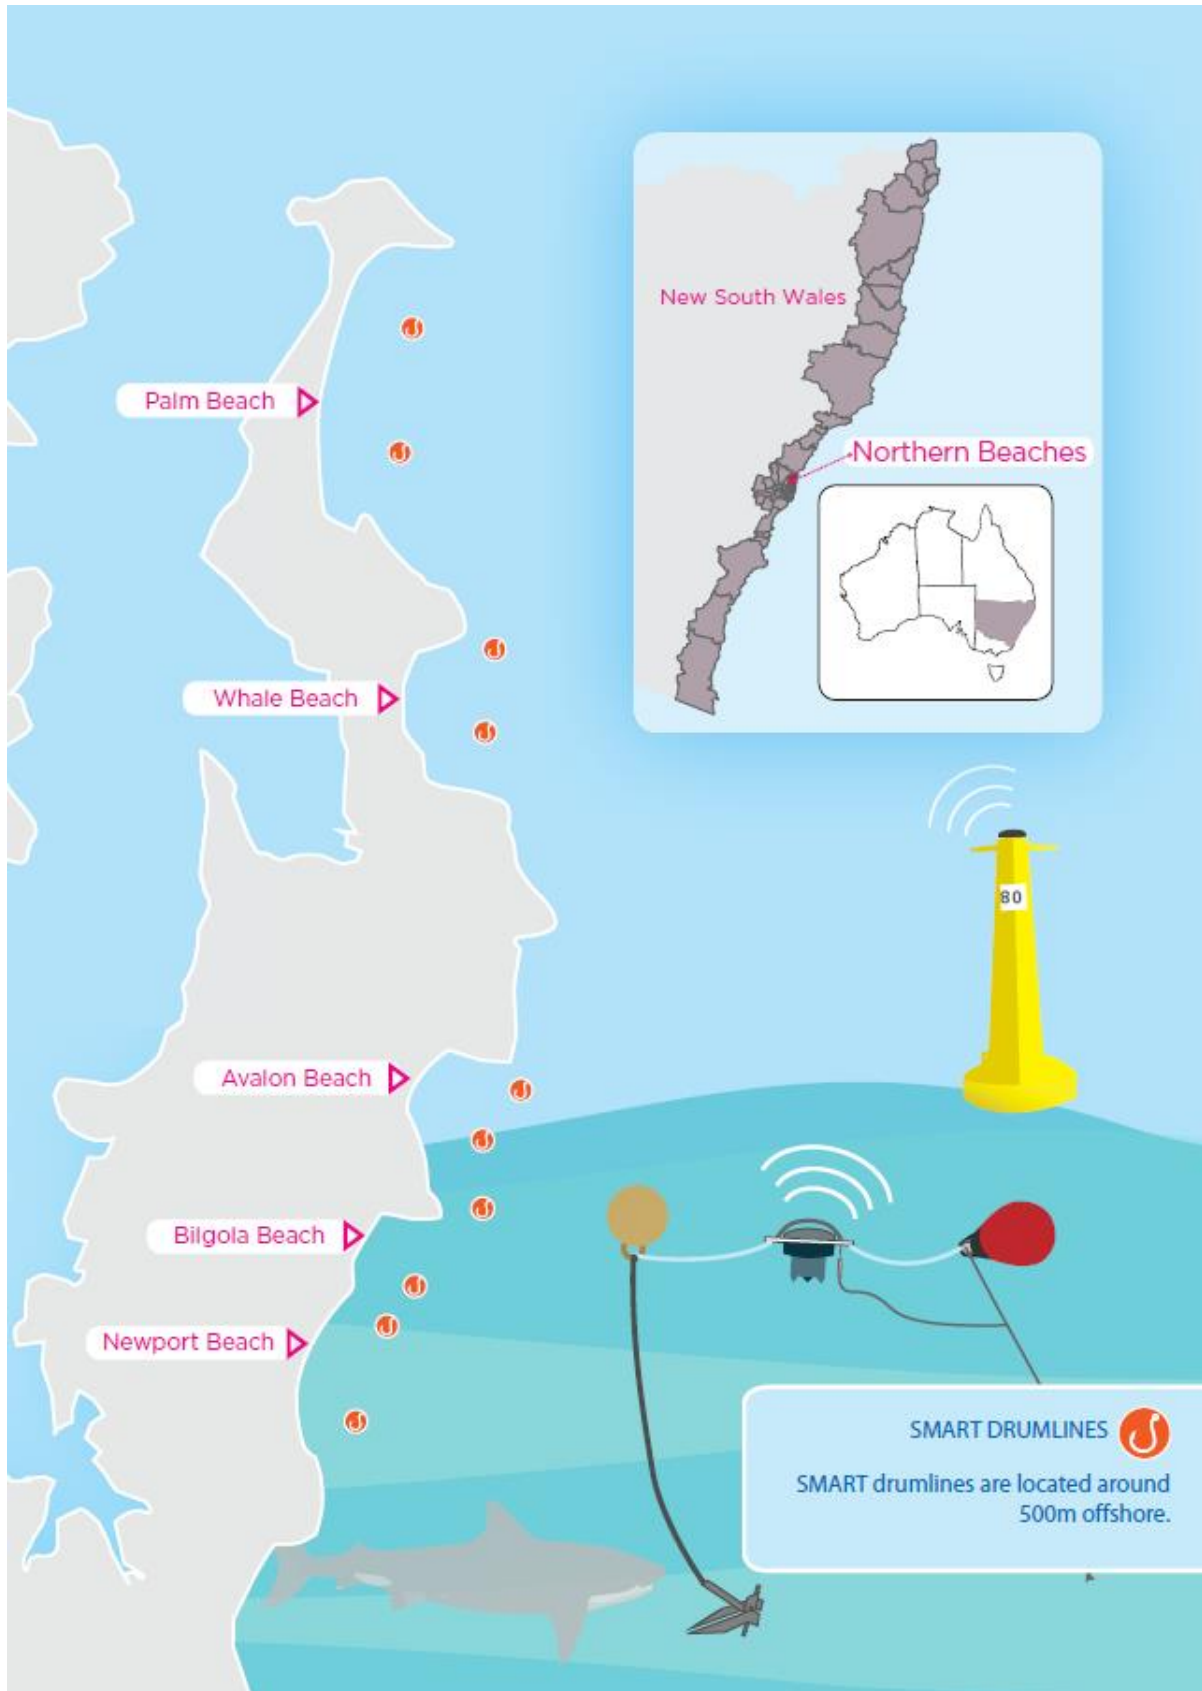 New South Wales
Palm Beach
Northern Beaches
Whale Beach
80
Avalon Beach
Bilgola Beach
Newport Beach
SMART DRUMLINES
SMART drumlines are located around
500m offshore.